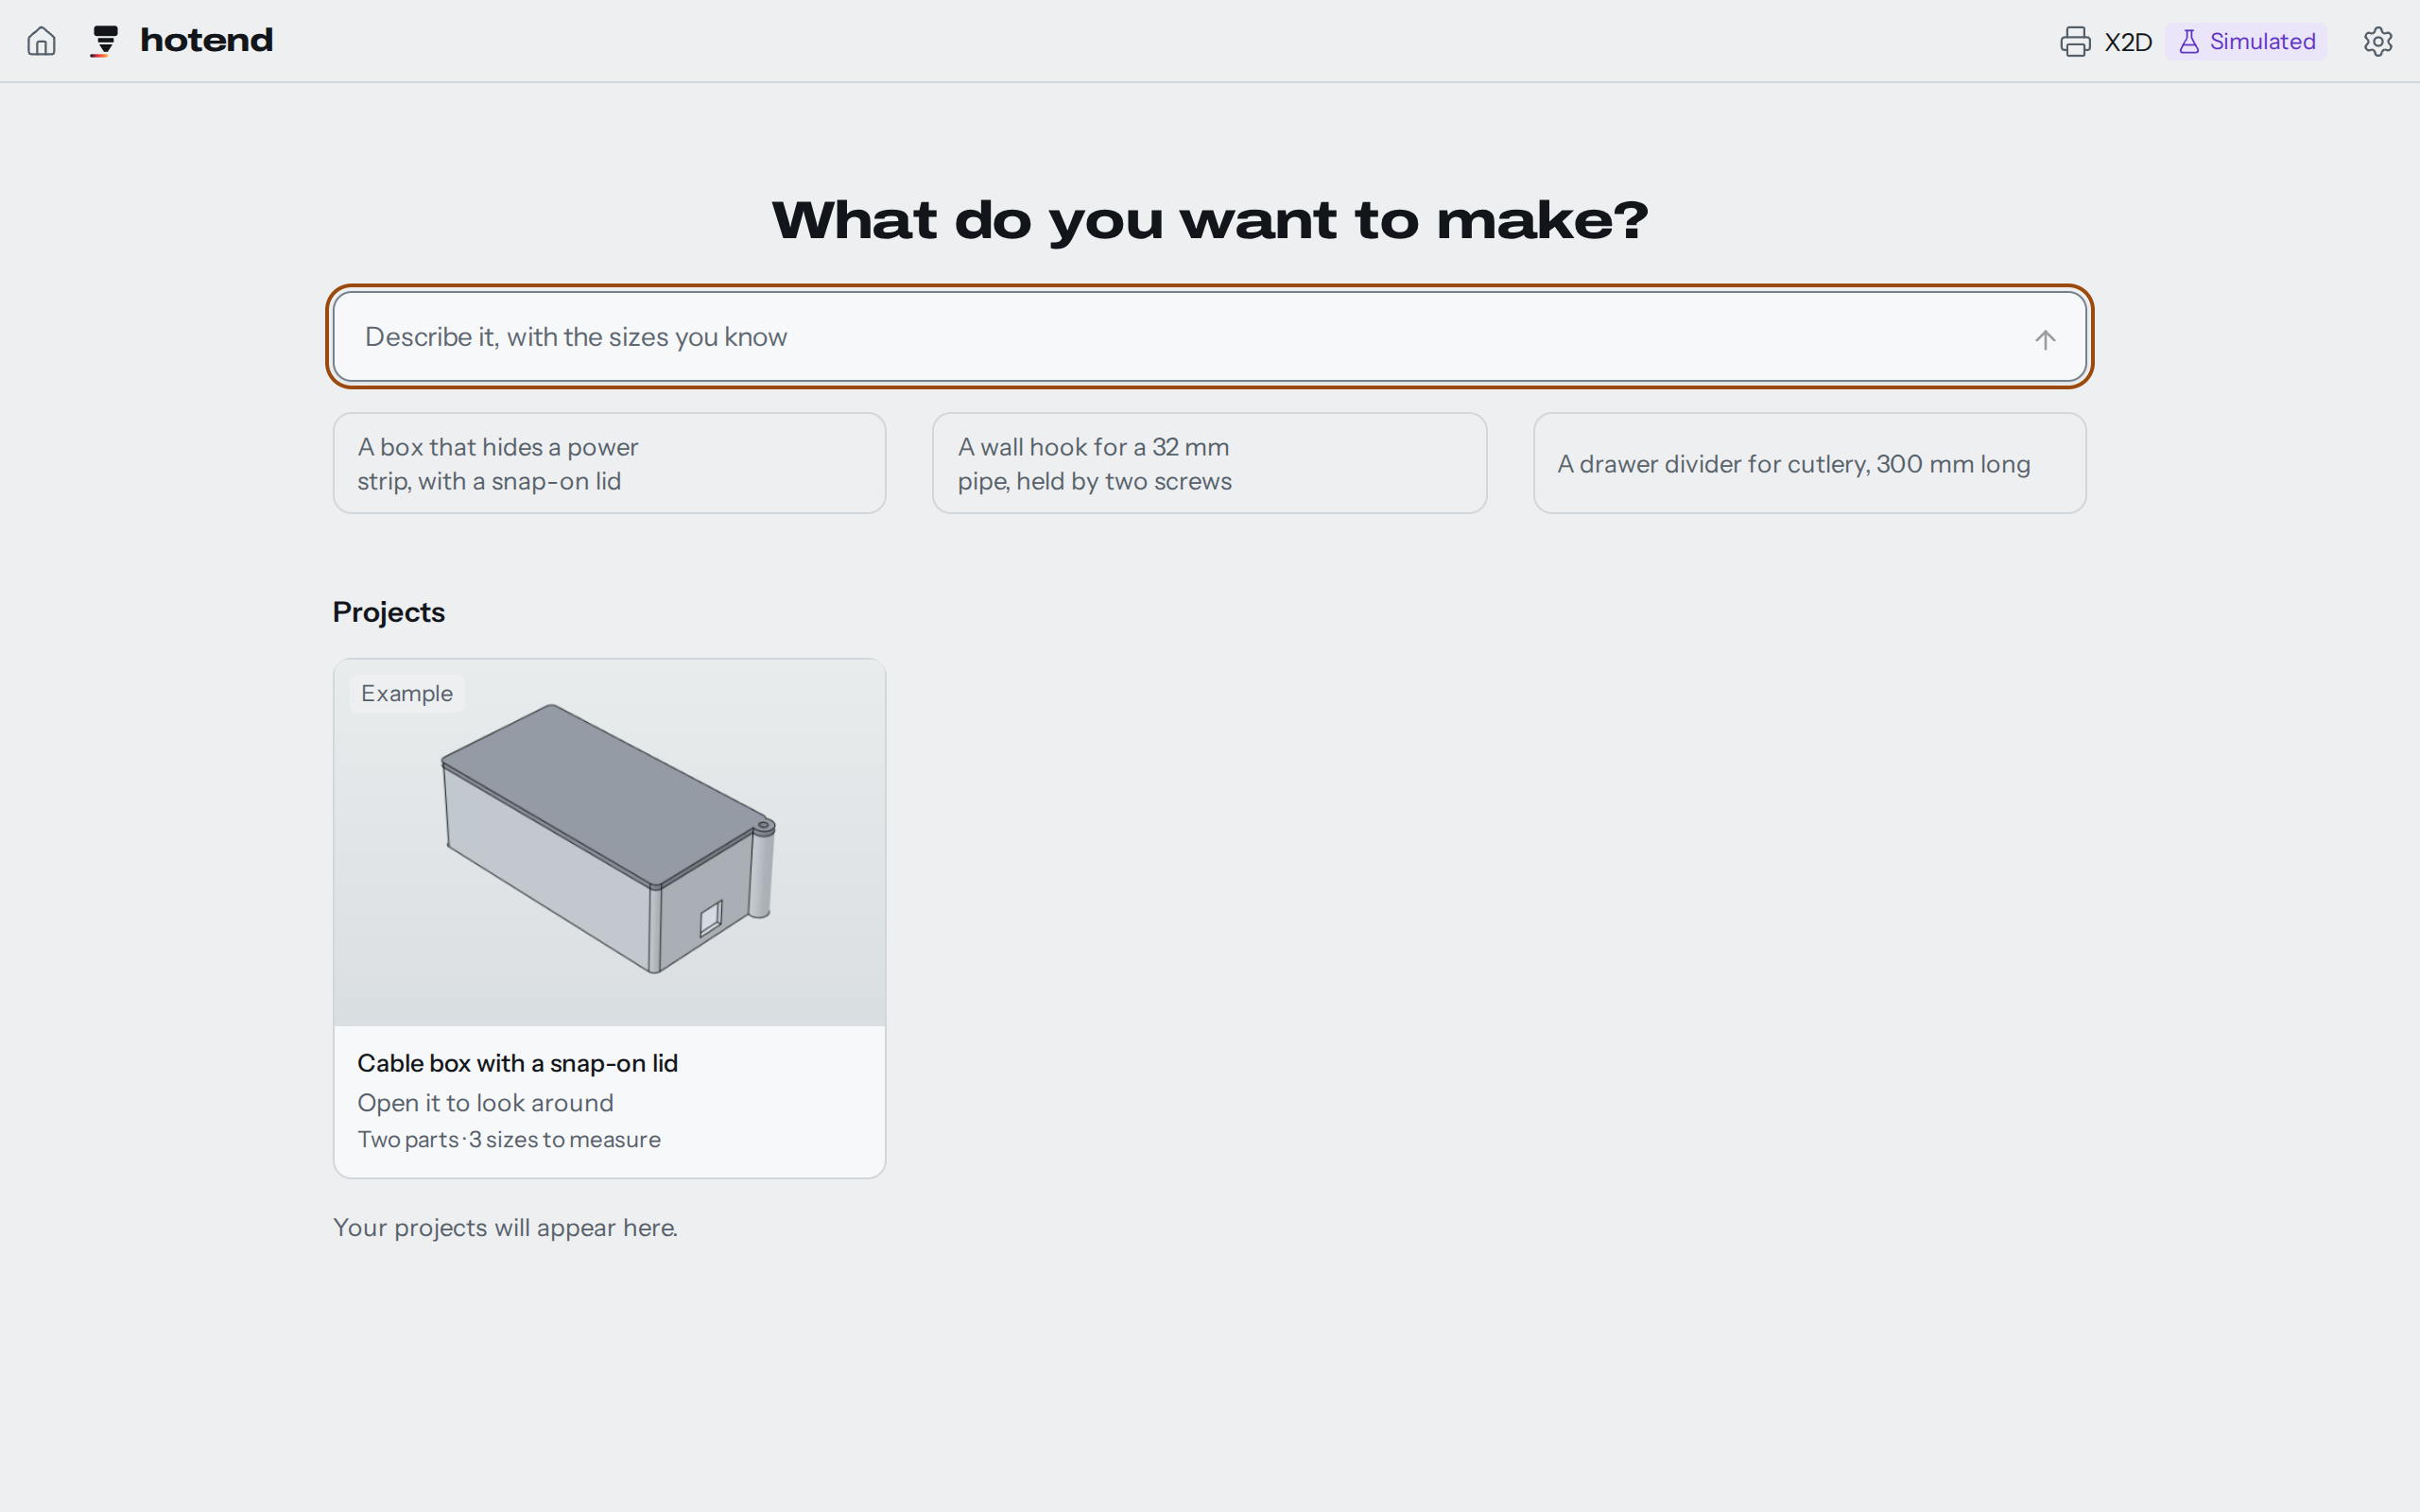 hotend
X2D
Simulated
What do you want to make?
Describe it, with the sizes you know
A box that hides a power
strip, with a snap-on lid
A wall hook for a 32 mm
pipe, held by two screws
A drawer divider for cutlery, 300 mm long
Projects
Example
Cable box with a snap-on lid
Open it to look around
Two parts · 3 sizes to measure
Your projects will appear here.